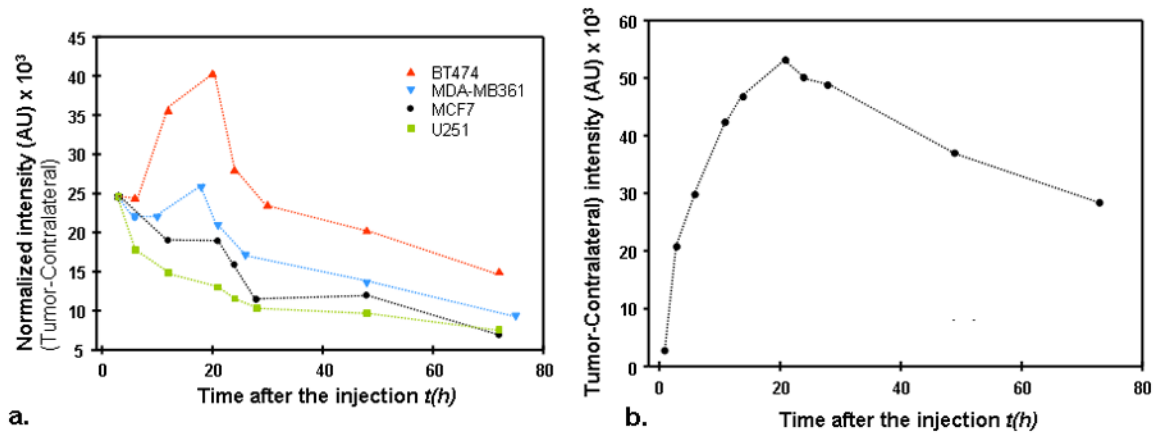 Normalized intensity (AU) x 10³
(Tumor-Contralateral)
45
40
35
30
25
20
15
10
5
BT474
MDA-MB361
MCF7
U251
0
20
40
60
80
Time after the injection t(h)
a.
Tumor-Contralateral) intensity (AU) x 10³
60
50
40
30
20
10
0
0
20
40
60
80
Time after the injection t(h)
b.